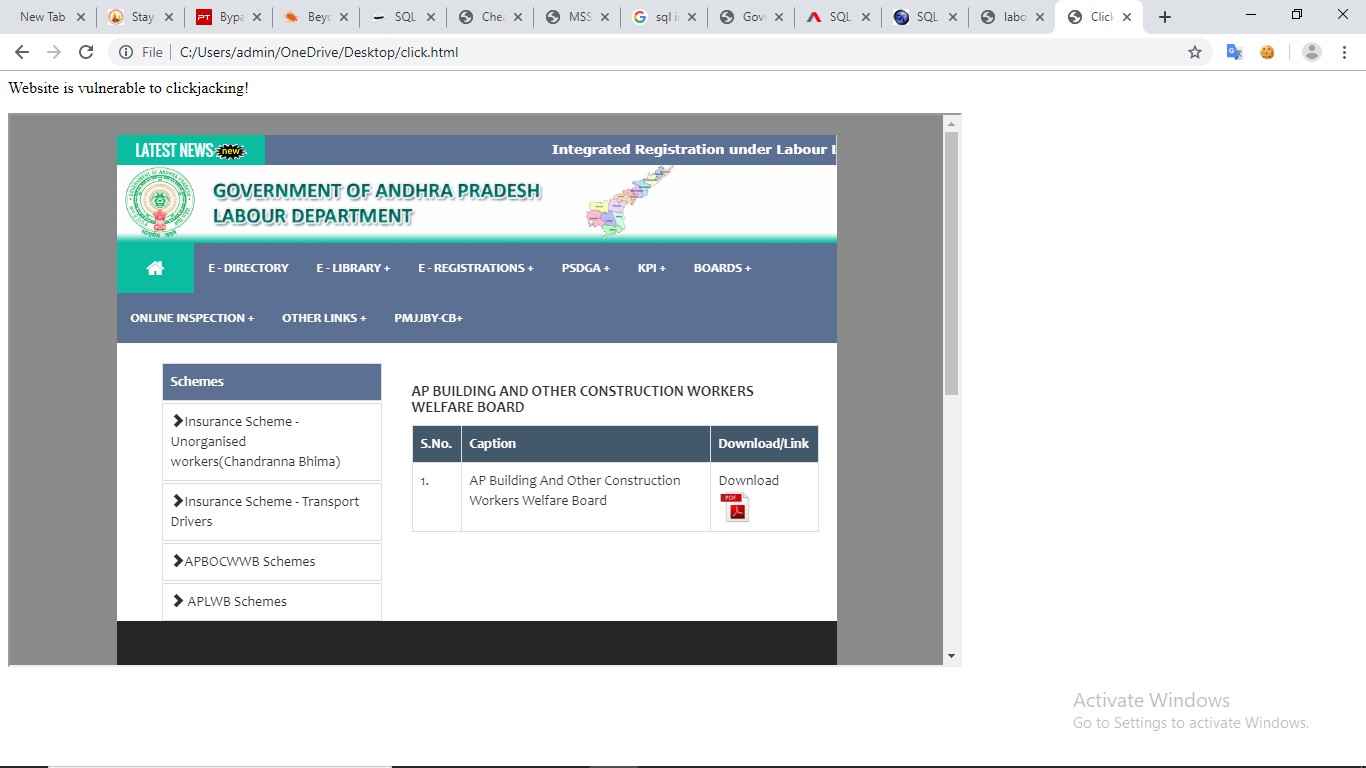 New Tab
Stay
Bypa
Beyo
SQL
Chea
MSS
sql i
Gov
SQL
SQL
labo
Click
File
C:/Users/admin/OneDrive/Desktop/click.html
Website is vulnerable to clickjacking!
LATEST NEWS new
Integrated Registration under Labour L
GOVERNMENT OF ANDHRA PRADESH
LABOUR DEPARTMENT
E - DIRECTORY E - LIBRARY + E - REGISTRATIONS + PSDGA + KPI + BOARDS +
ONLINE INSPECTION + OTHER LINKS + PMJJBY-CB+
Schemes
Insurance Scheme -
Unorganised
workers(Chandranna Bhima)
Insurance Scheme - Transport
Drivers
APBOCWWB Schemes
APLWB Schemes
AP BUILDING AND OTHER CONSTRUCTION WORKERS
WELFARE BOARD
S.No. Caption Download/Link
1. AP Building And Other Construction Download
Workers Welfare Board
PDF
Activate Windows
Go to Settings to activate Windows.